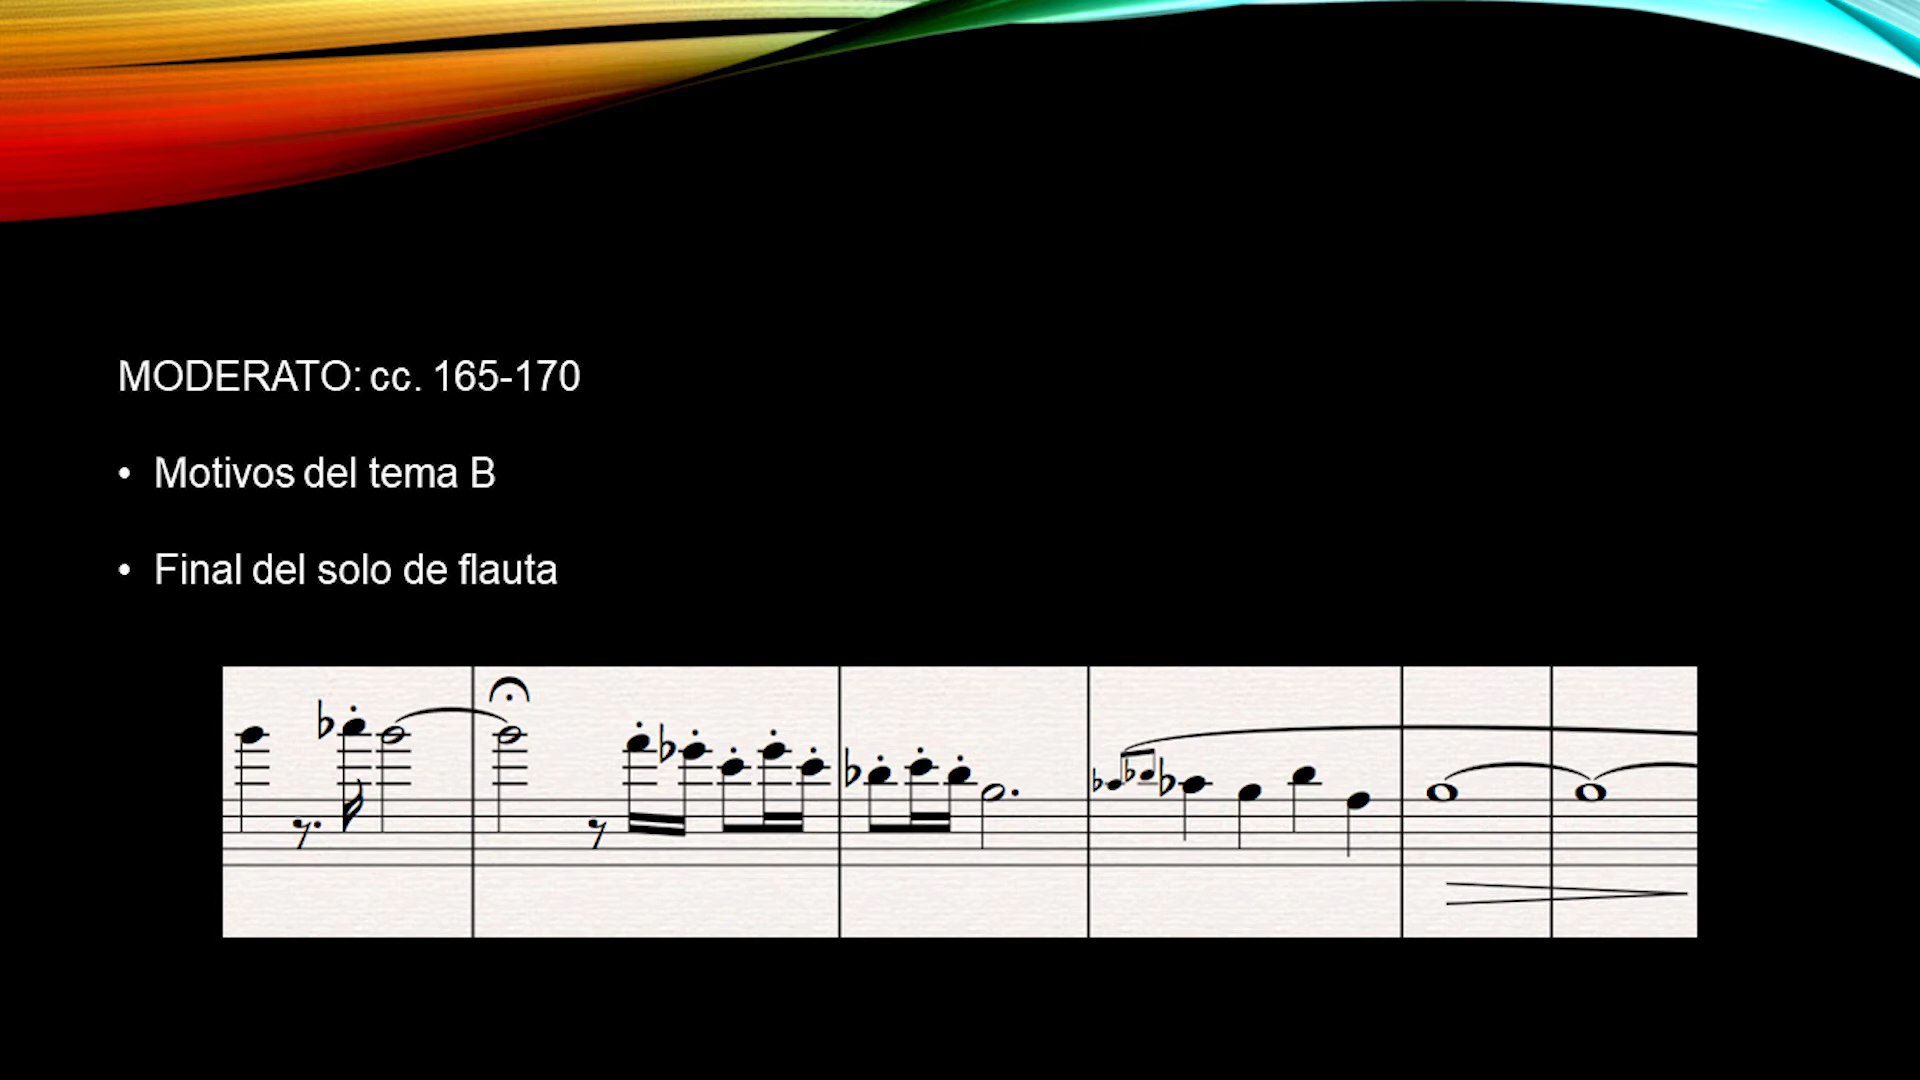 MODERATO: cc. 165-170
• Motivos del tema B
• Final del solo de flauta